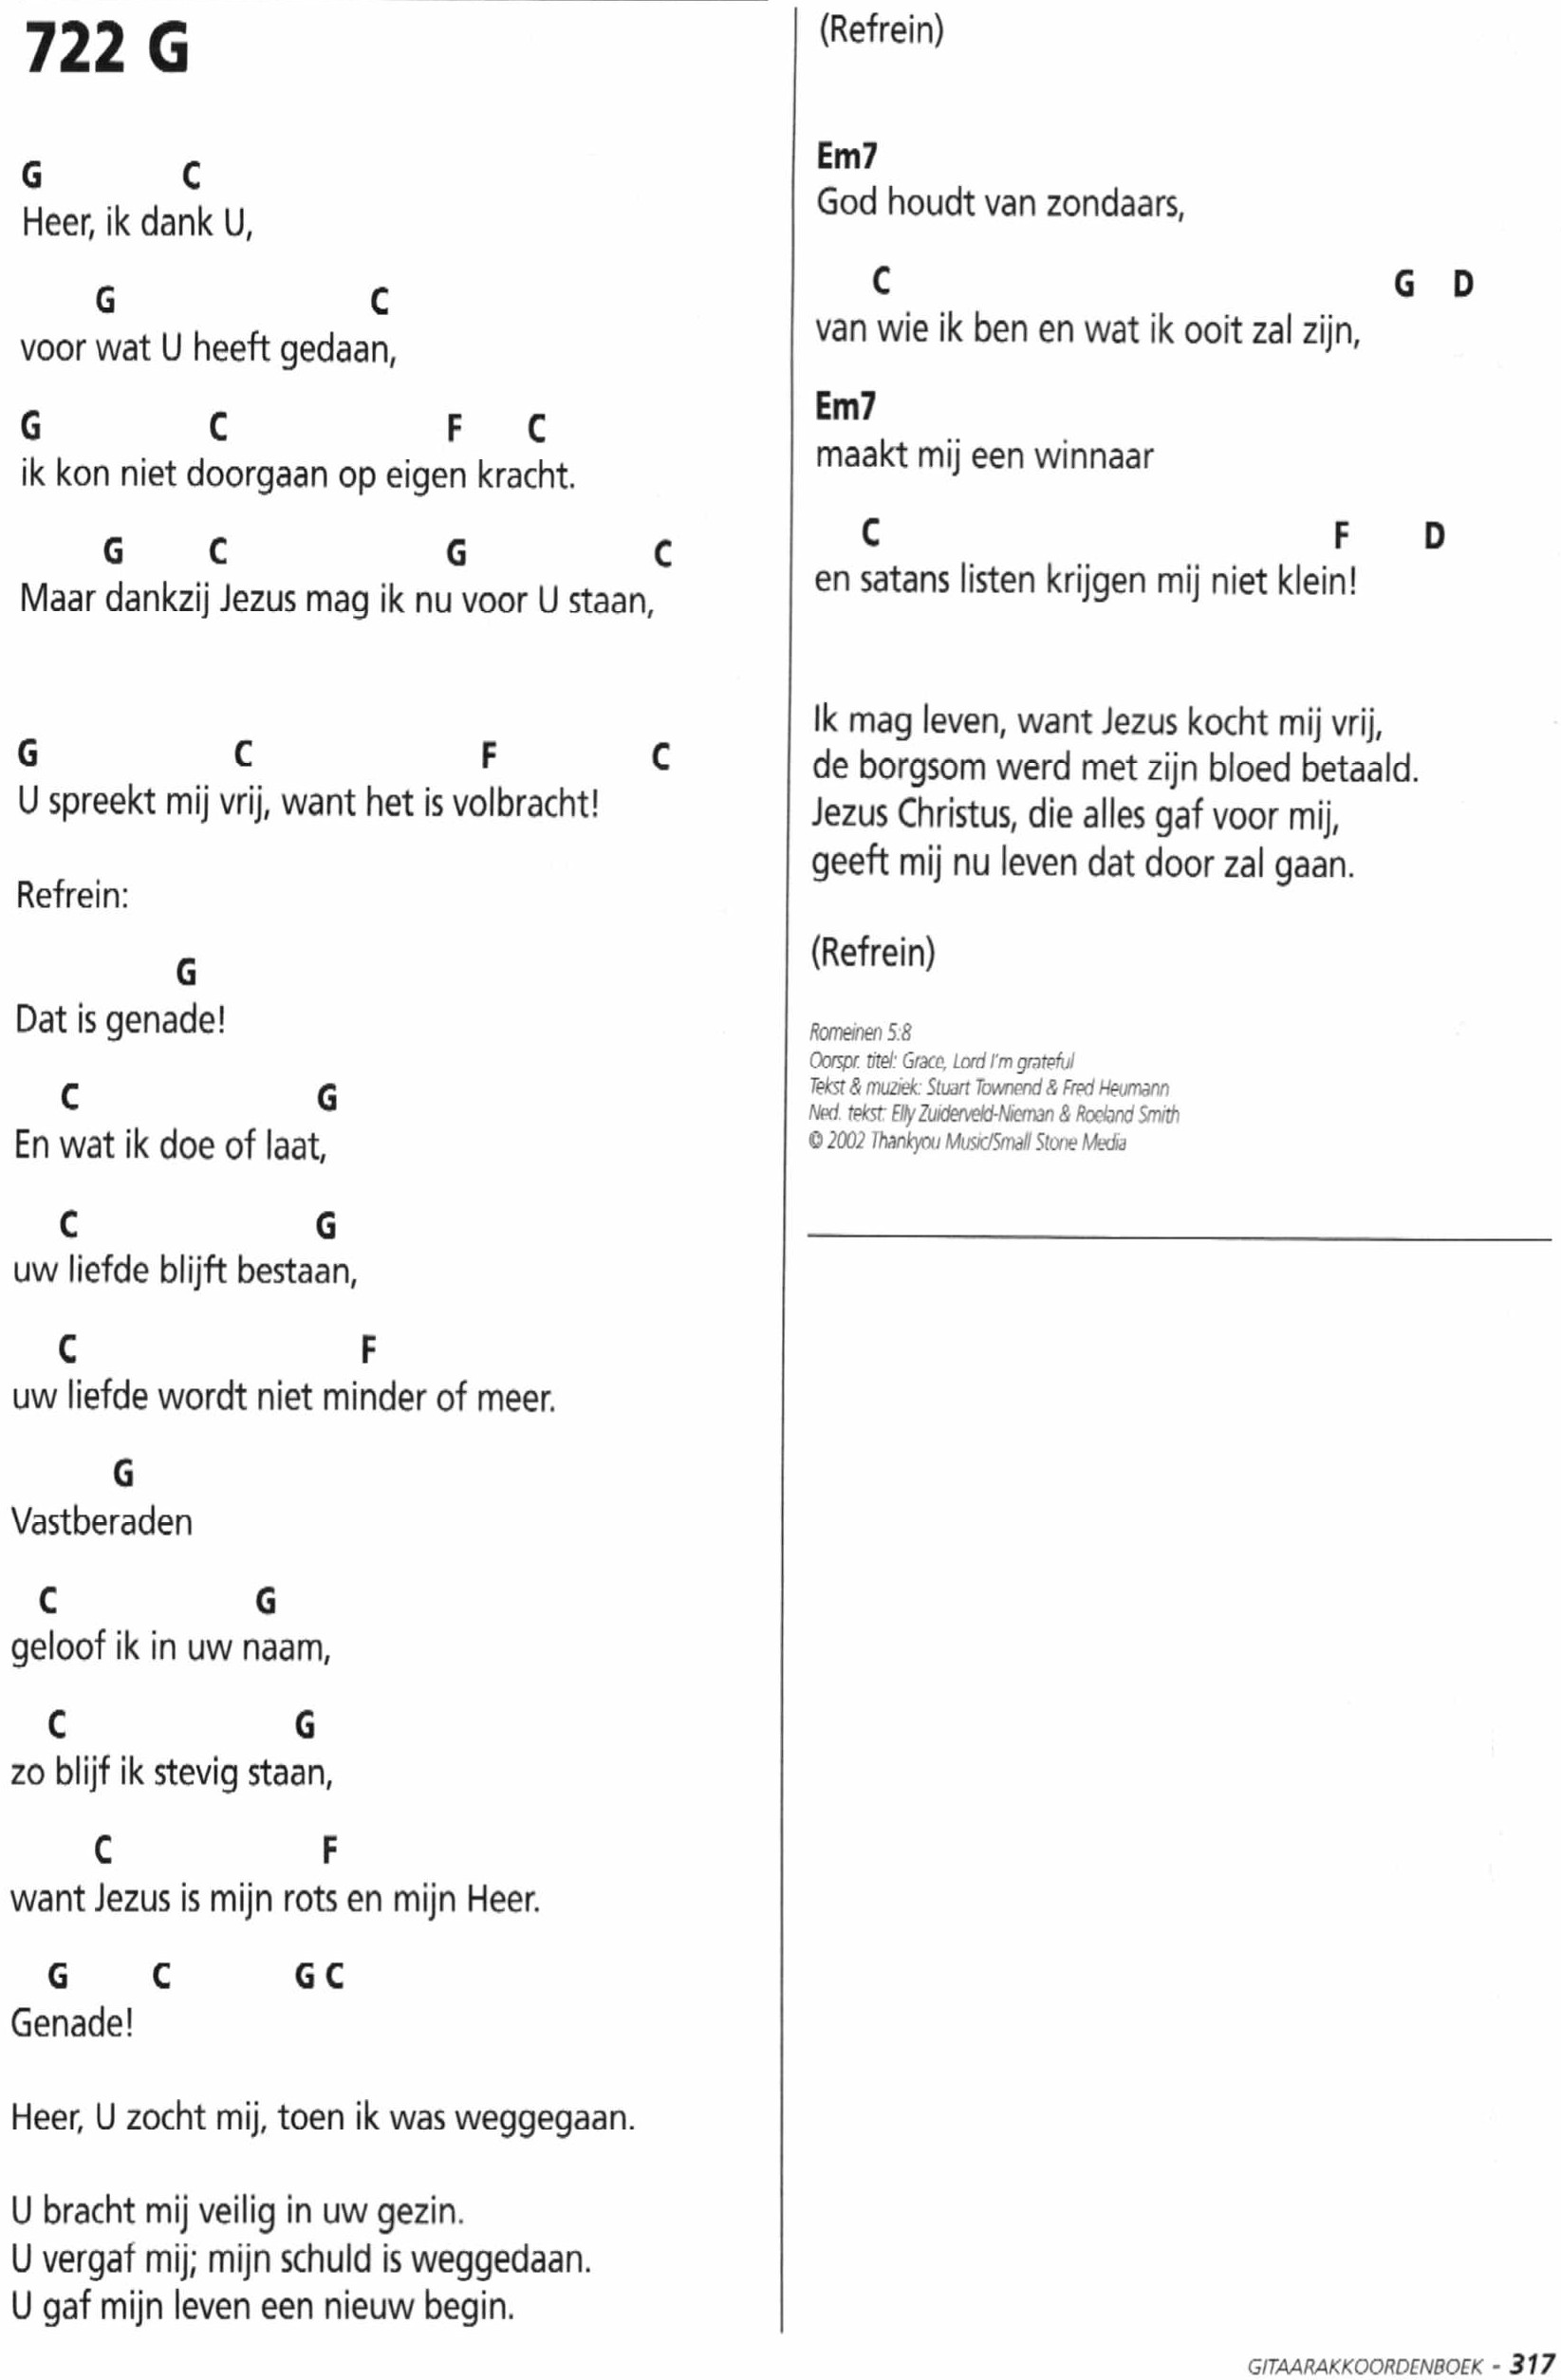 722 G
G C
Heer, ik dank U,
G C
voor wat U heeft gedaan,
G C F C
ik kon niet doorgaan op eigen kracht.
G C G C
Maar dankzij Jezus mag ik nu voor U staan,
G C F C
U spreekt mij vrij, want het is volbracht!
Refrein:
G
Dat is genade!
C G
En wat ik doe of laat,
C G
uw liefde blijft bestaan,
C F
uw liefde wordt niet minder of meer.
G
Vastberaden
C G
geloof ik in uw naam,
C G
zo blijf ik stevig staan,
C F
want Jezus is mijn rots en mijn Heer.
G C G C
Genade!
Heer, U zocht mij, toen ik was weggegaan.
U bracht mij veilig in uw gezin.
U vergaf mij; mijn schuld is weggedaan.
U gaf mijn leven een nieuw begin.
(Refrein)
Em7
God houdt van zondaars,
C G D
van wie ik ben en wat ik ooit zal zijn,
Em7
maakt mij een winnaar
C F D
en satans listen krijgen mij niet klein!
Ik mag leven, want Jezus kocht mij vrij,
de borgsom werd met zijn bloed betaald.
Jezus Christus, die alles gaf voor mij,
geeft mij nu leven dat door zal gaan.
(Refrein)
Romeinen 5:8
Oorspr. titel: Grace, Lord I'm grateful
Tekst & muziek: Stuart Townend & Fred Heumann
Ned. tekst: Elly Zuiderveld-Nieman & Roeland Smith
© 2002 Thankyou Music/Small Stone Media
GITAARAKKOORDENBOEK - 317